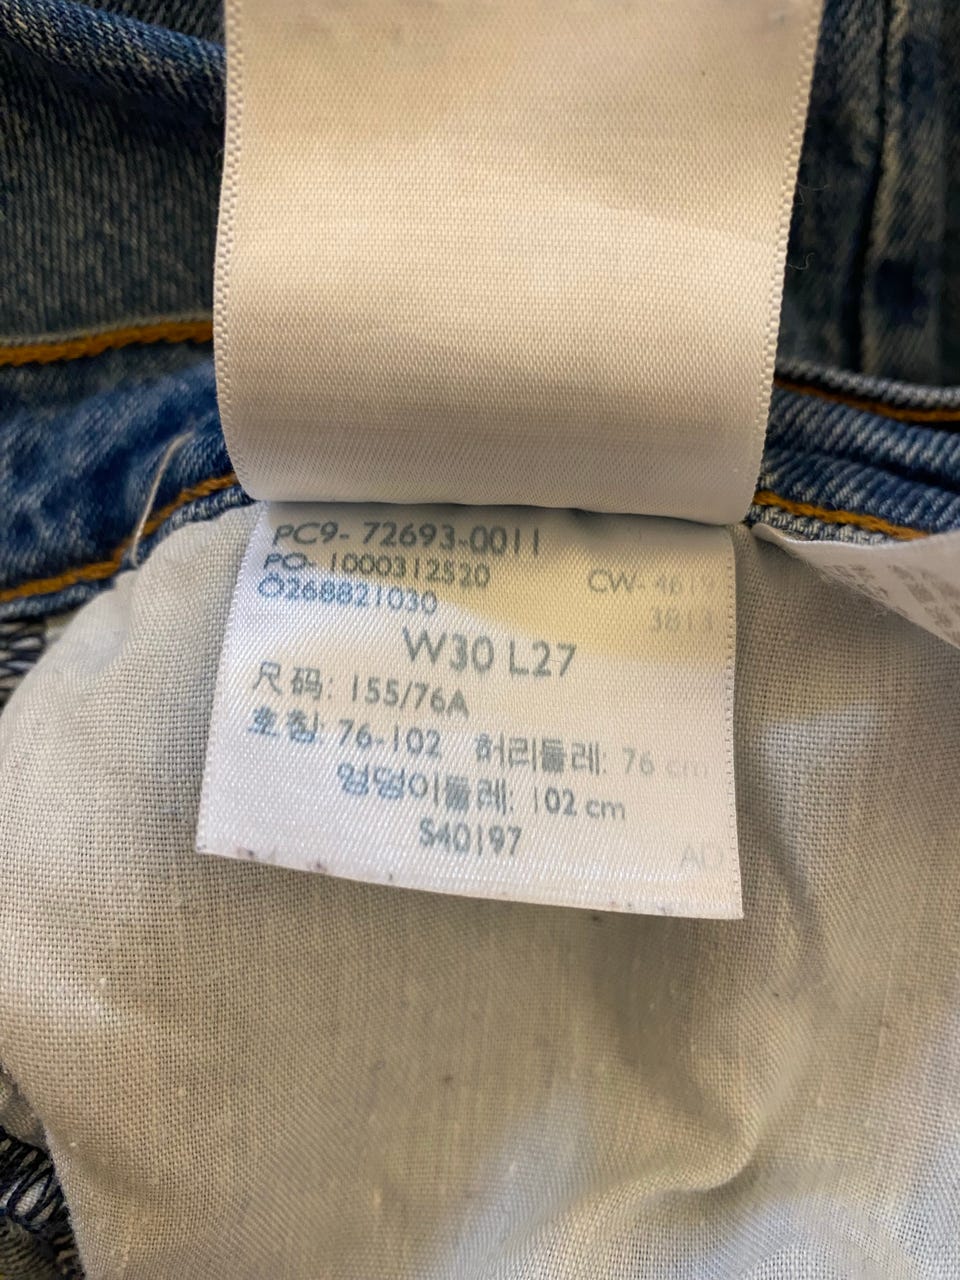 PC9- 72693-0011
PO- 1000312520
O268821030
W30 L27
尺码: 155/76A
호칭: 76-102 허리둘레: 76 cm
엉덩이둘레: 102 cm
S40197